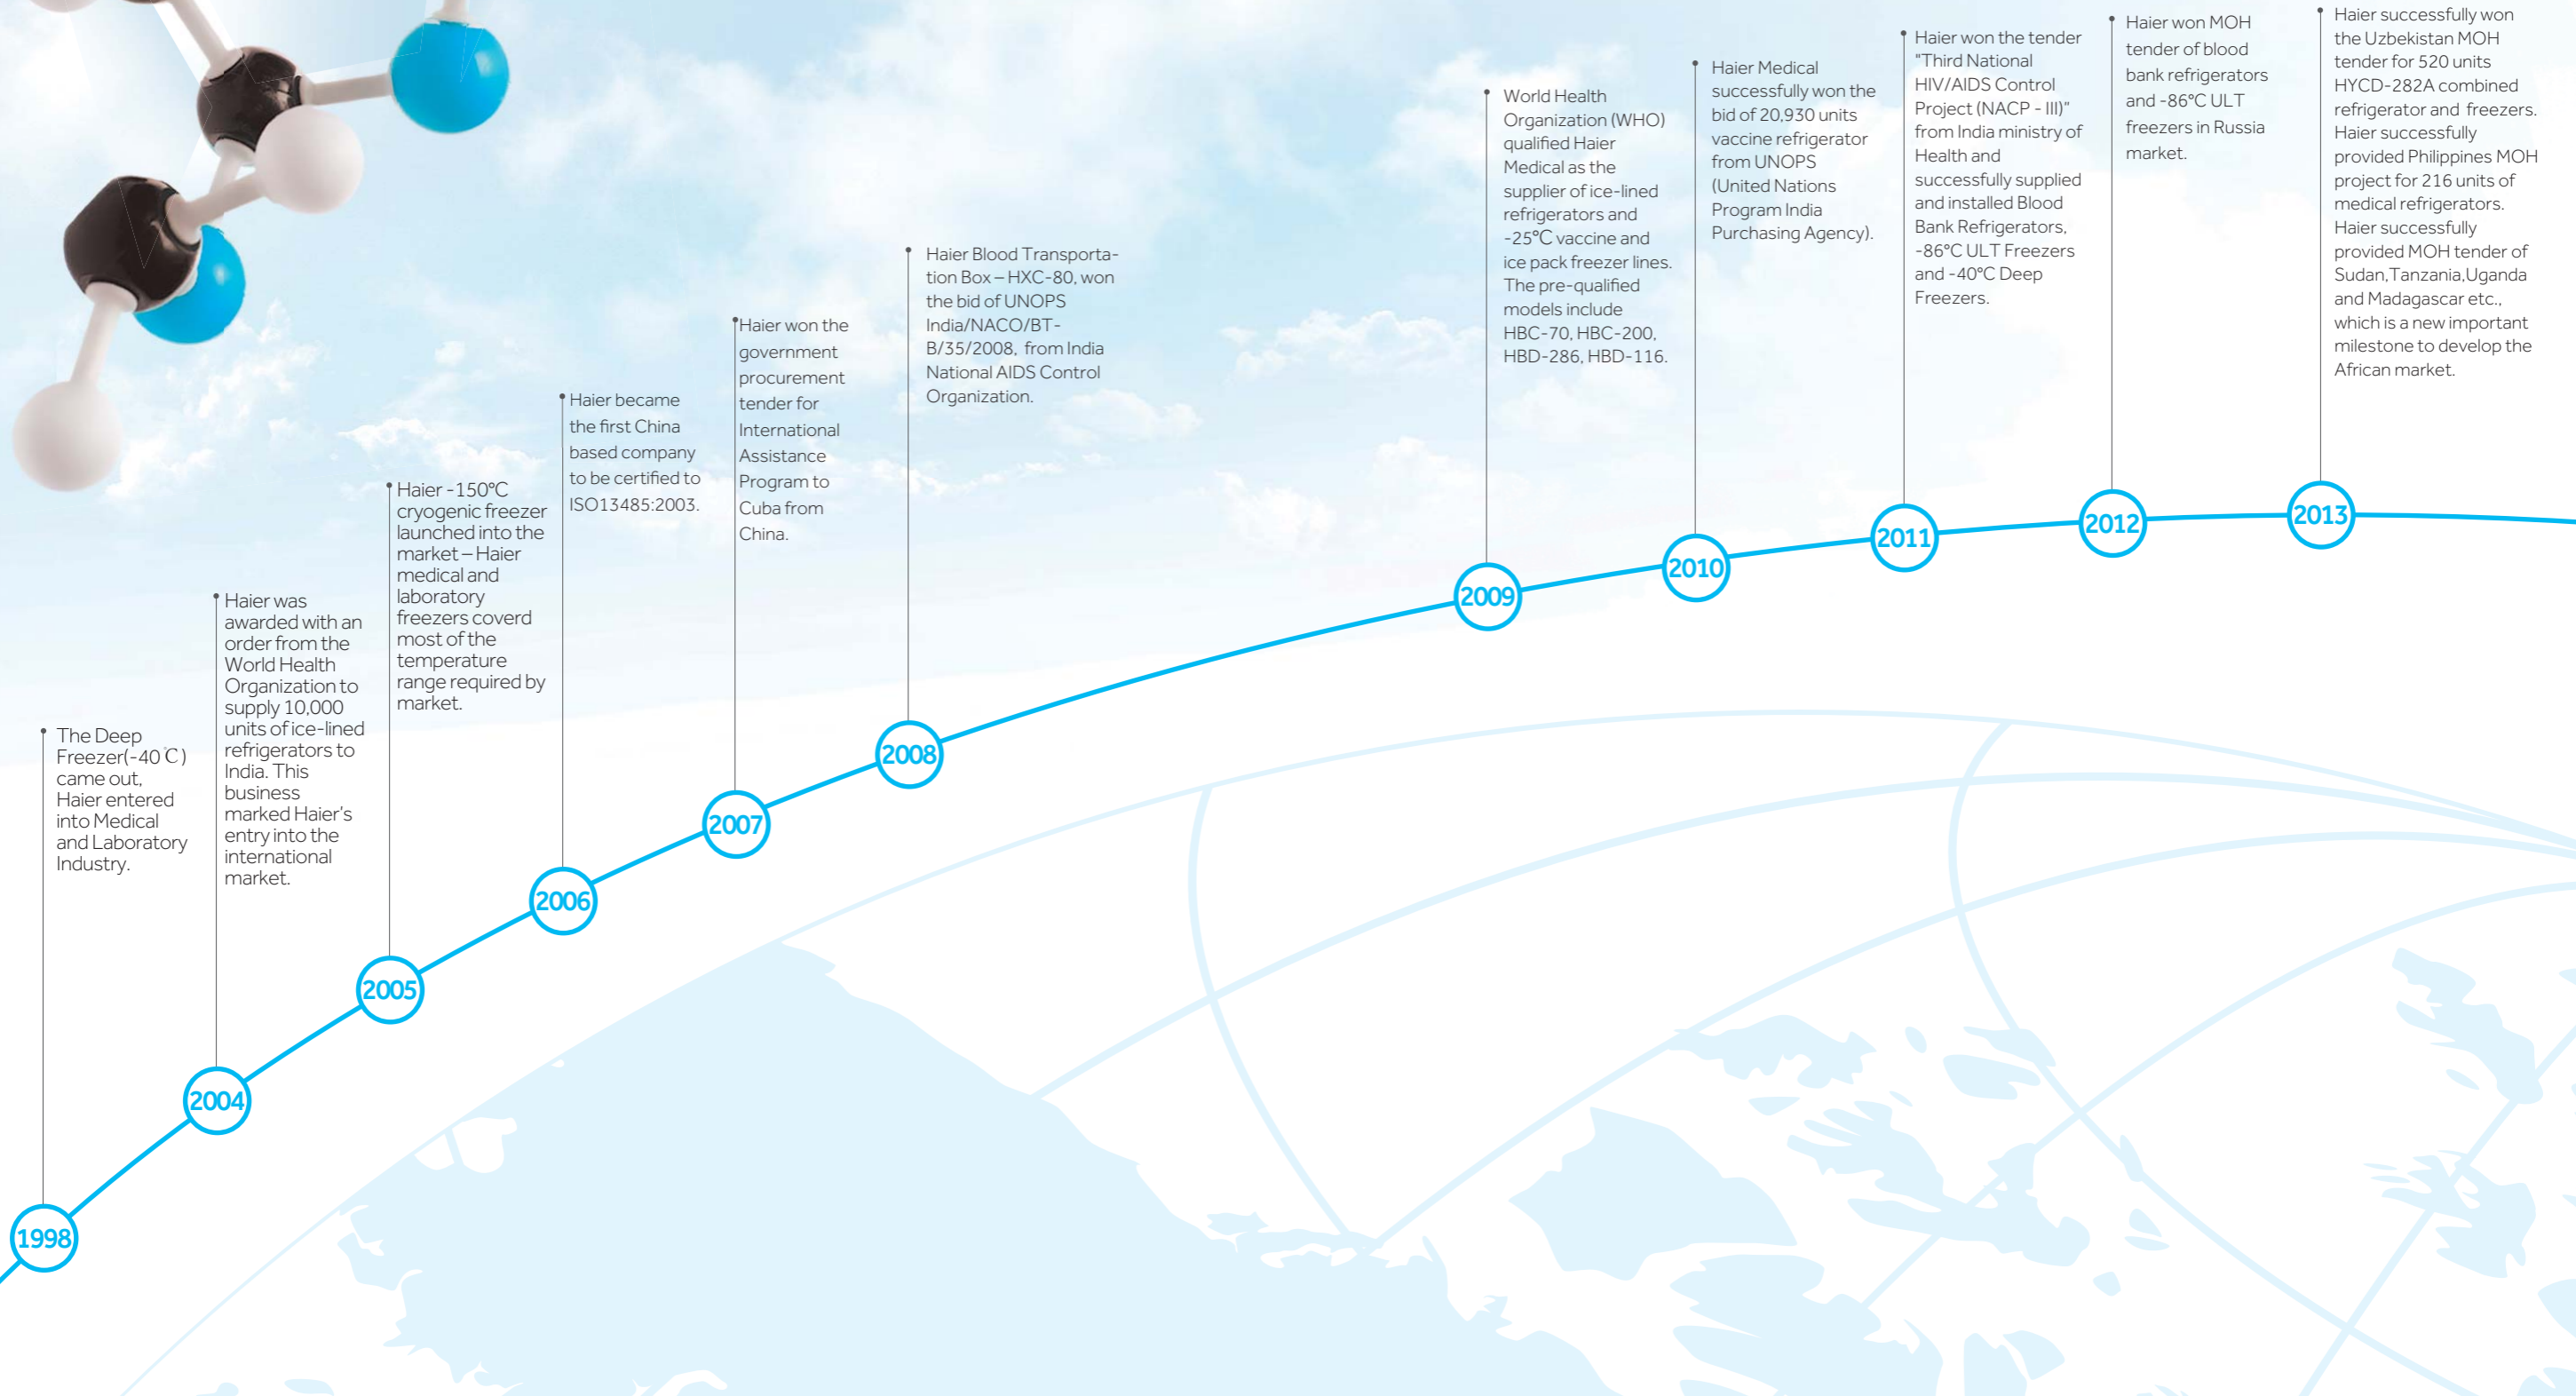 The Deep
Freezer(-40℃)
came out,
Haier entered
into Medical
and Laboratory
Industry.
1998
Haier was
awarded with an
order from the
World Health
Organization to
supply 10,000
units of ice-lined
refrigerators to
India. This
business
marked Haier's
entry into the
international
market.
2004
Haier -150°C
cryogenic freezer
launched into the
market – Haier
medical and
laboratory
freezers coverd
most of the
temperature
range required by
market.
2005
Haier became
the first China
based company
to be certified to
ISO13485:2003.
2006
Haier won the
government
procurement
tender for
International
Assistance
Program to
Cuba from
China.
2007
Haier Blood Transporta-
tion Box – HXC-80, won
the bid of UNOPS
India/NACO/BT-
B/35/2008, from India
National AIDS Control
Organization.
2008
World Health
Organization (WHO)
qualified Haier
Medical as the
supplier of ice-lined
refrigerators and
-25°C vaccine and
ice pack freezer lines.
The pre-qualified
models include
HBC-70, HBC-200,
HBD-286, HBD-116.
2009
Haier Medical
successfully won the
bid of 20,930 units
vaccine refrigerator
from UNOPS
(United Nations
Program India
Purchasing Agency).
2010
Haier won the tender
"Third National
HIV/AIDS Control
Project (NACP - III)"
from India ministry of
Health and
successfully supplied
and installed Blood
Bank Refrigerators,
-86°C ULT Freezers
and -40°C Deep
Freezers.
2011
Haier won MOH
tender of blood
bank refrigerators
and -86°C ULT
freezers in Russia
market.
2012
Haier successfully won
the Uzbekistan MOH
tender for 520 units
HYCD-282A combined
refrigerator and freezers.
Haier successfully
provided Philippines MOH
project for 216 units of
medical refrigerators.
Haier successfully
provided MOH tender of
Sudan,Tanzania,Uganda
and Madagascar etc.,
which is a new important
milestone to develop the
African market.
2013